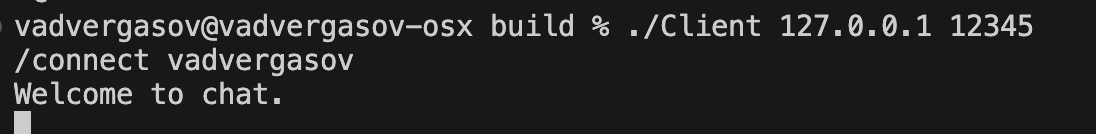 vadvergasov@vadvergasov-osx build % ./Client 127.0.0.1 12345
/connect vadvergasov
Welcome to chat.